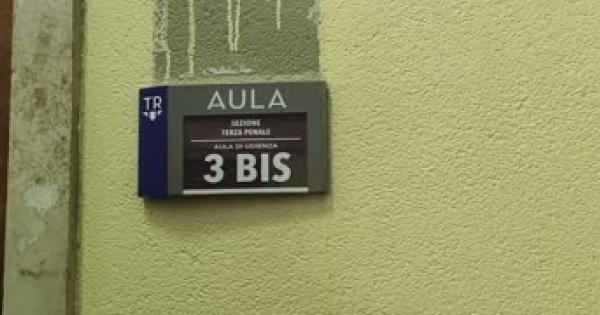 TR
AULA
SEZIONE
TERZA PENALE
AULA DI UDIENZA
3 BIS